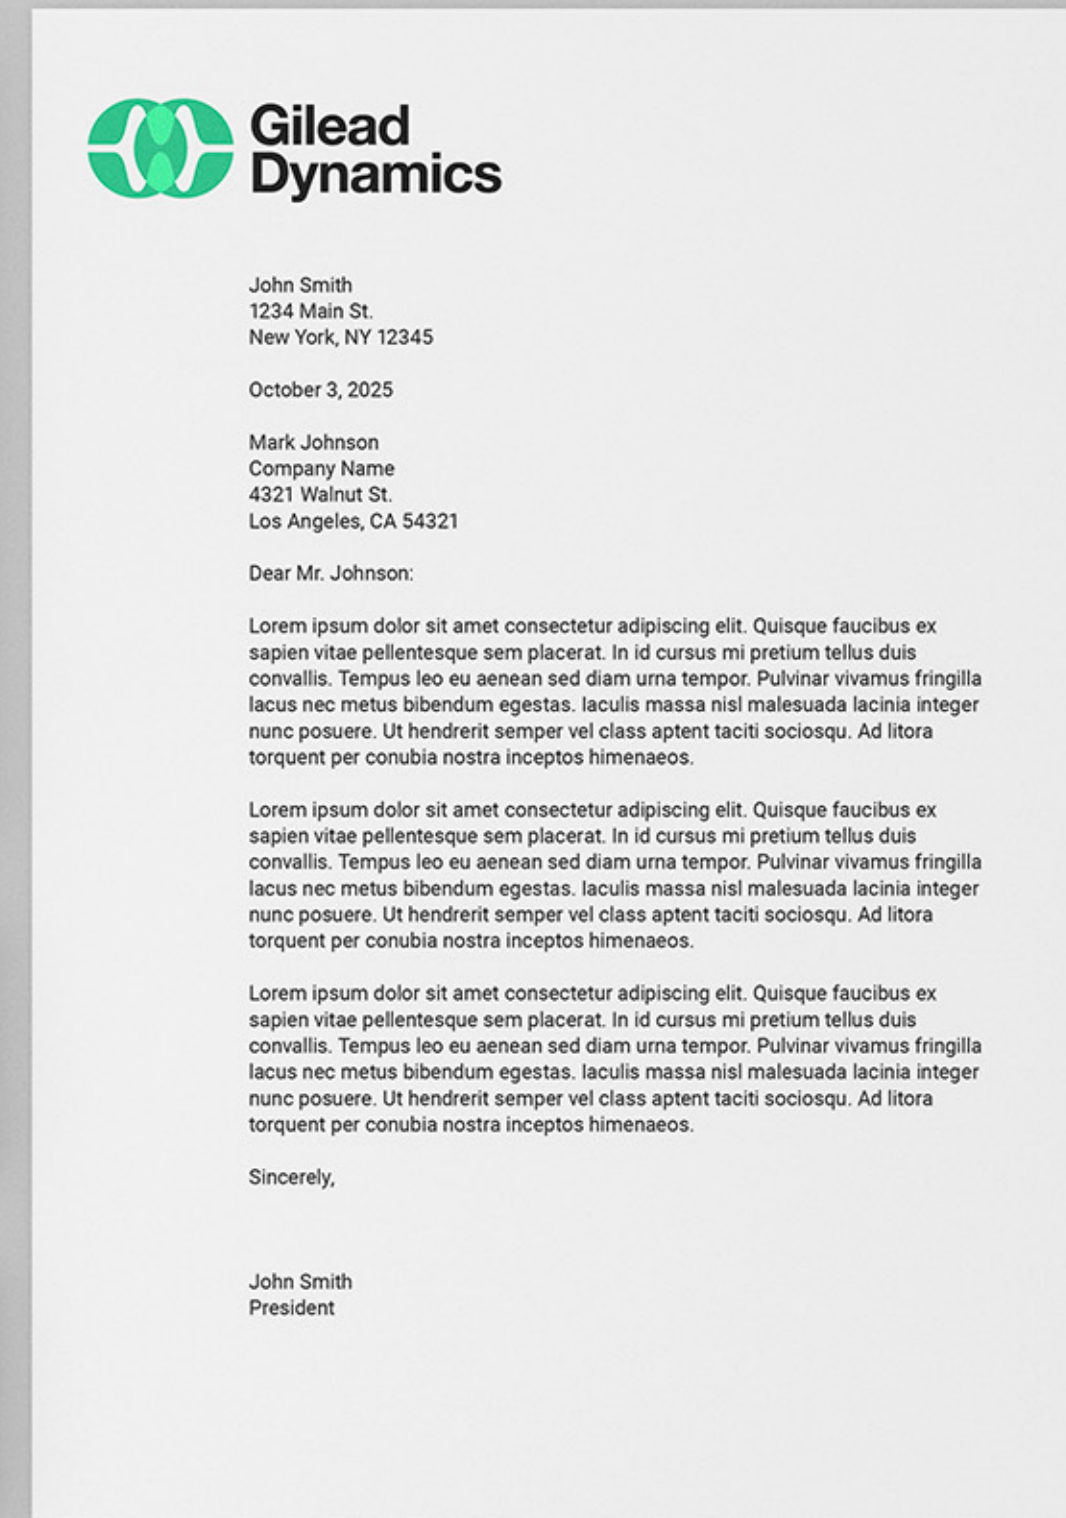 Gilead
Dynamics
John Smith
1234 Main St.
New York, NY 12345
October 3, 2025
Mark Johnson
Company Name
4321 Walnut St.
Los Angeles, CA 54321
Dear Mr. Johnson:
Lorem ipsum dolor sit amet consectetur adipiscing elit. Quisque faucibus ex
sapien vitae pellentesque sem placerat. In id cursus mi pretium tellus duis
convallis. Tempus leo eu aenean sed diam urna tempor. Pulvinar vivamus fringilla
lacus nec metus bibendum egestas. Iaculis massa nisl malesuada lacinia integer
nunc posuere. Ut hendrerit semper vel class aptent taciti sociosqu. Ad litora
torquent per conubia nostra inceptos himenaeos.
Lorem ipsum dolor sit amet consectetur adipiscing elit. Quisque faucibus ex
sapien vitae pellentesque sem placerat. In id cursus mi pretium tellus duis
convallis. Tempus leo eu aenean sed diam urna tempor. Pulvinar vivamus fringilla
lacus nec metus bibendum egestas. Iaculis massa nisl malesuada lacinia integer
nunc posuere. Ut hendrerit semper vel class aptent taciti sociosqu. Ad litora
torquent per conubia nostra inceptos himenaeos.
Lorem ipsum dolor sit amet consectetur adipiscing elit. Quisque faucibus ex
sapien vitae pellentesque sem placerat. In id cursus mi pretium tellus duis
convallis. Tempus leo eu aenean sed diam urna tempor. Pulvinar vivamus fringilla
lacus nec metus bibendum egestas. Iaculis massa nisl malesuada lacinia integer
nunc posuere. Ut hendrerit semper vel class aptent taciti sociosqu. Ad litora
torquent per conubia nostra inceptos himenaeos.
Sincerely,
John Smith
President